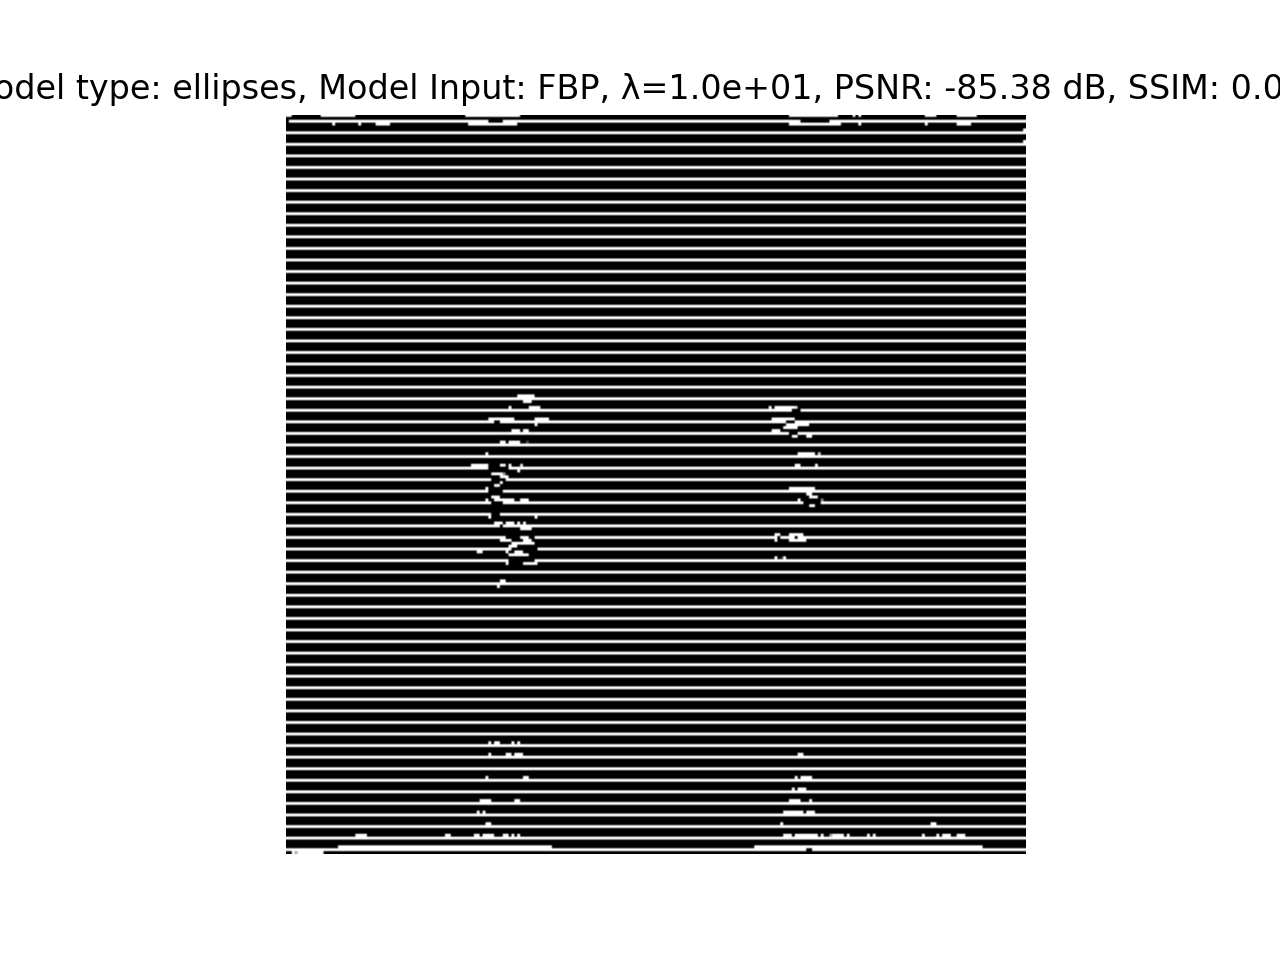 odel type: ellipses, Model Input: FBP, λ=1.0e+01, PSNR: -85.38 dB, SSIM: 0.0